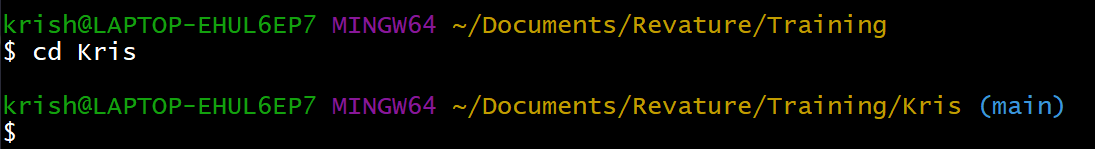 krish@LAPTOP-EHUL6EP7 MINGW64 ~/Documents/Revature/Training
$ cd Kris
krish@LAPTOP-EHUL6EP7 MINGW64 ~/Documents/Revature/Training/Kris (main)
$